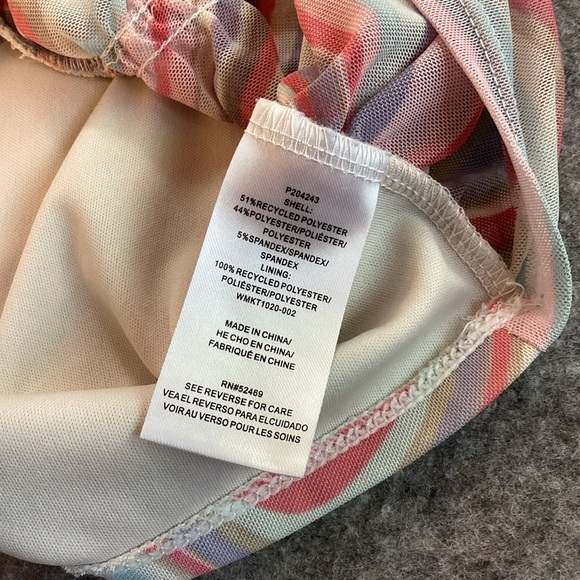 P204243
SHELL:
51%RECYCLED POLYESTER
44%POLYESTER/POLIÉSTER/
POLYESTER
5%SPANDEX/SPANDEX/
SPANDEX
LINING:
100%RECYCLED POLYESTER/
POLIÉSTER/POLYESTER
WMKT1020-002
MADE IN CHINA/
HE CHO EN CHINA/
FABRIQUÉ EN CHINE
RN#52469
SEE REVERSE FOR CARE
VEA EL REVERSO PARA ELCUIDADO
VOIR AU VERSO POUR LES SOINS